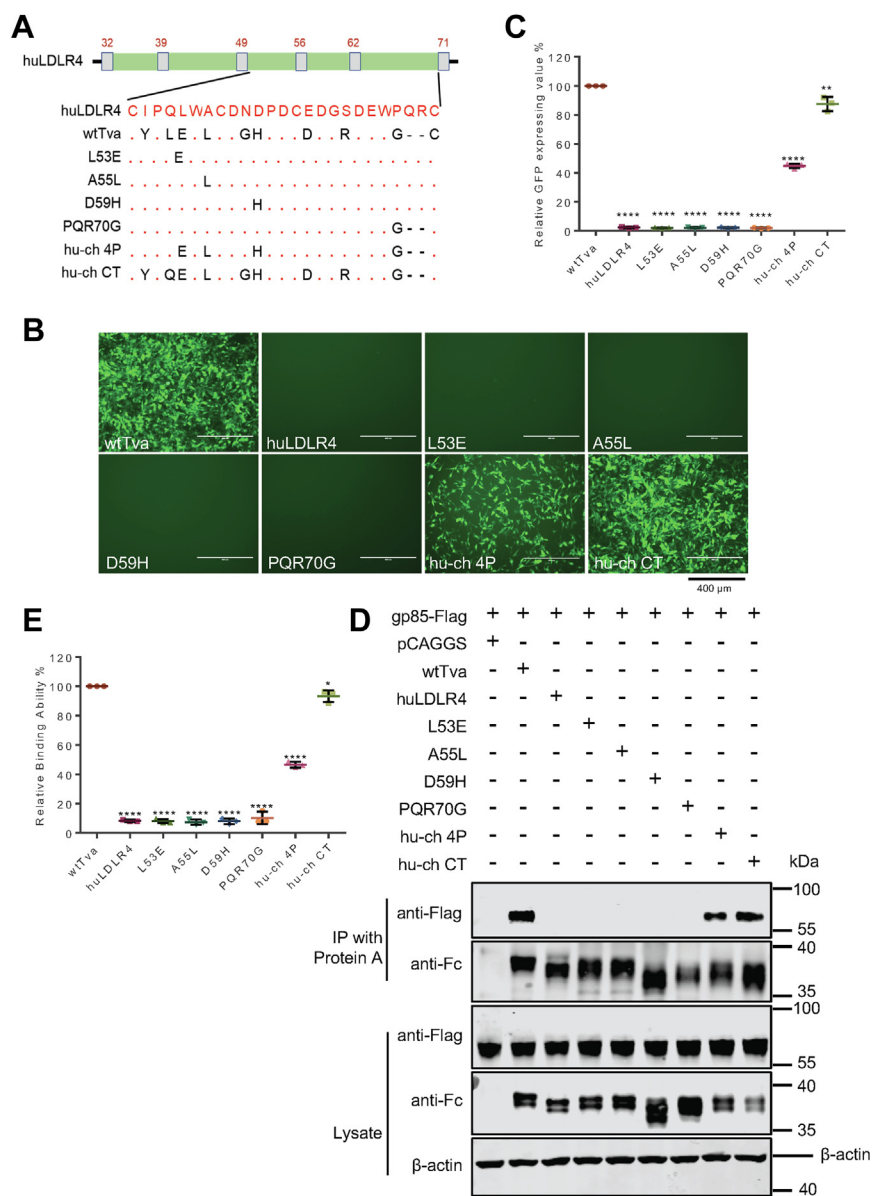 A
32 39 49 56 62 71
huLDLR4
huLDLR4 C I P Q L W A C D N D P D C E D G S D E W P Q R C
wtTva . Y . L E . L . . G H . . . D . . R . . . G - - C
L53E . . . . E . . . . . . . . . . . . . . . . . . . .
A55L . . . . . . L . . . . . . . . . . . . . . . . . .
D59H . . . . . . . . . . H . . . . . . . . . . . . . .
PQR70G . . . . . . . . . . . . . . . . . . . . . G - - .
hu-ch 4P . . . . E . L . . . H . . . . . . . . . . G - - .
hu-ch CT . Y . Q E . L . . G H . . . D . . R . . . G - - .
C
Relative GFP expressing value %
120
100
80
60
40
20
0
**
****
**** **** **** **** ****
wtTva huLDLR4 L53E A55L D59H PQR70G hu-ch 4P hu-ch CT
B
wtTva huLDLR4 L53E A55L
D59H PQR70G hu-ch 4P hu-ch CT
400 µm
E
Relative Binding Ability %
120
100
80
60
40
20
0
*
****
**** **** **** **** ****
wtTva huLDLR4 L53E A55L D59H PQR70G hu-ch 4P hu-ch CT
D
gp85-Flag + + + + + + + + +
pCAGGS + - - - - - - - -
wtTva - + - - - - - - -
huLDLR4 - - + - - - - - -
L53E - - - + - - - - -
A55L - - - - + - - - -
D59H - - - - - + - - -
PQR70G - - - - - - + - -
hu-ch 4P - - - - - - - + -
hu-ch CT - - - - - - - - +
kDa
IP with Protein A
anti-Flag 100 55
anti-Fc 40 35
Lysate
anti-Flag 100 55
anti-Fc 40 35
β-actin β-actin 40